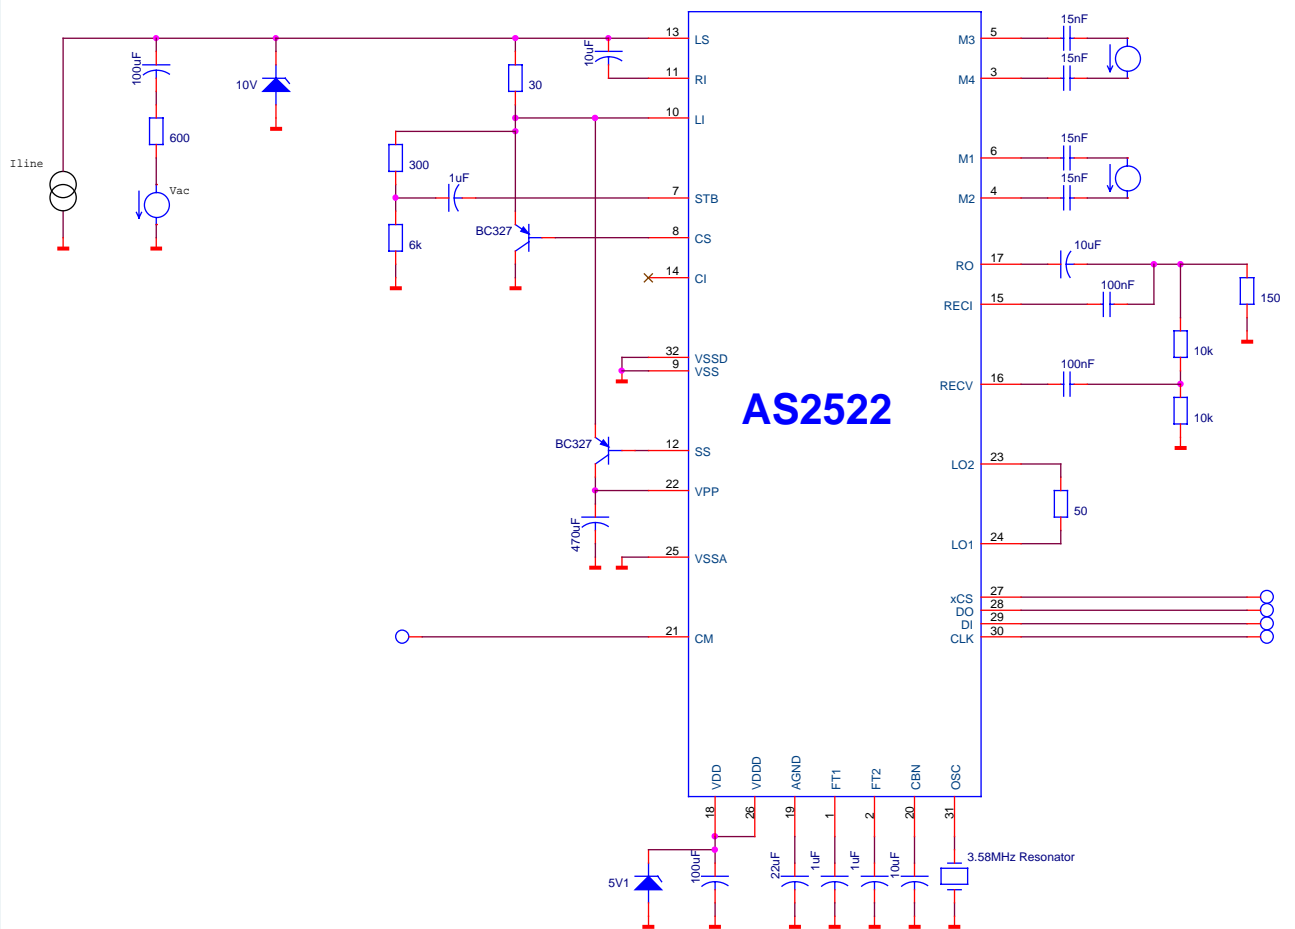 13 LS
5 M3
15nF
100uF
10uF
15nF
11 RI
3 M4
10V
30
10 LI
600
15nF
6 M1
Iline
300
1uF
15nF
Vac
7 STB
4 M2
BC327
6k
8 CS
10uF
17 RO
14 CI
100nF
15 RECI
150
32 VSSD
9 VSS
10k
100nF
16 RECV
AS2522
10k
BC327
12 SS
23 LO2
22 VPP
50
470uF
25 VSSA
24 LO1
27 xCS
28 DO
29 DI
30 CLK
21 CM
VDD
VDDD
AGND
FT1
FT2
CBN
OSC
18
26
19
1
2
20
31
5V1
100uF
22uF
1uF
1uF
10uF
3.58MHz Resonator